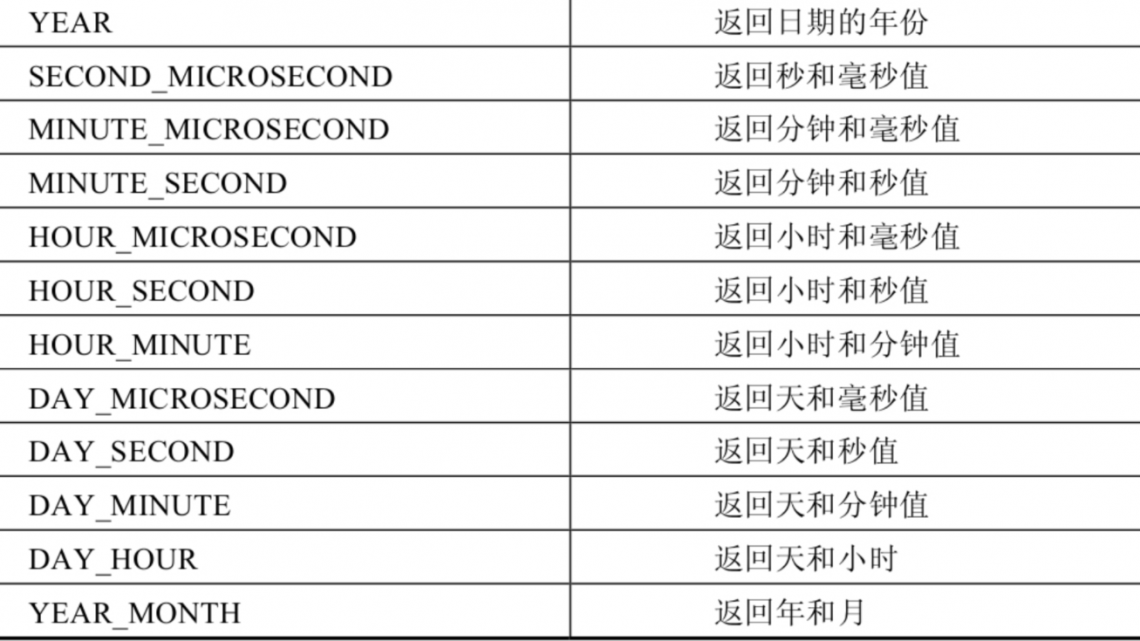 YEAR 返回日期的年份
SECOND_MICROSECOND 返回秒和毫秒值
MINUTE_MICROSECOND 返回分钟和毫秒值
MINUTE_SECOND 返回分钟和秒值
HOUR_MICROSECOND 返回小时和毫秒值
HOUR_SECOND 返回小时和秒值
HOUR_MINUTE 返回小时和分钟值
DAY_MICROSECOND 返回天和毫秒值
DAY_SECOND 返回天和秒值
DAY_MINUTE 返回天和分钟值
DAY_HOUR 返回天和小时
YEAR_MONTH 返回年和月